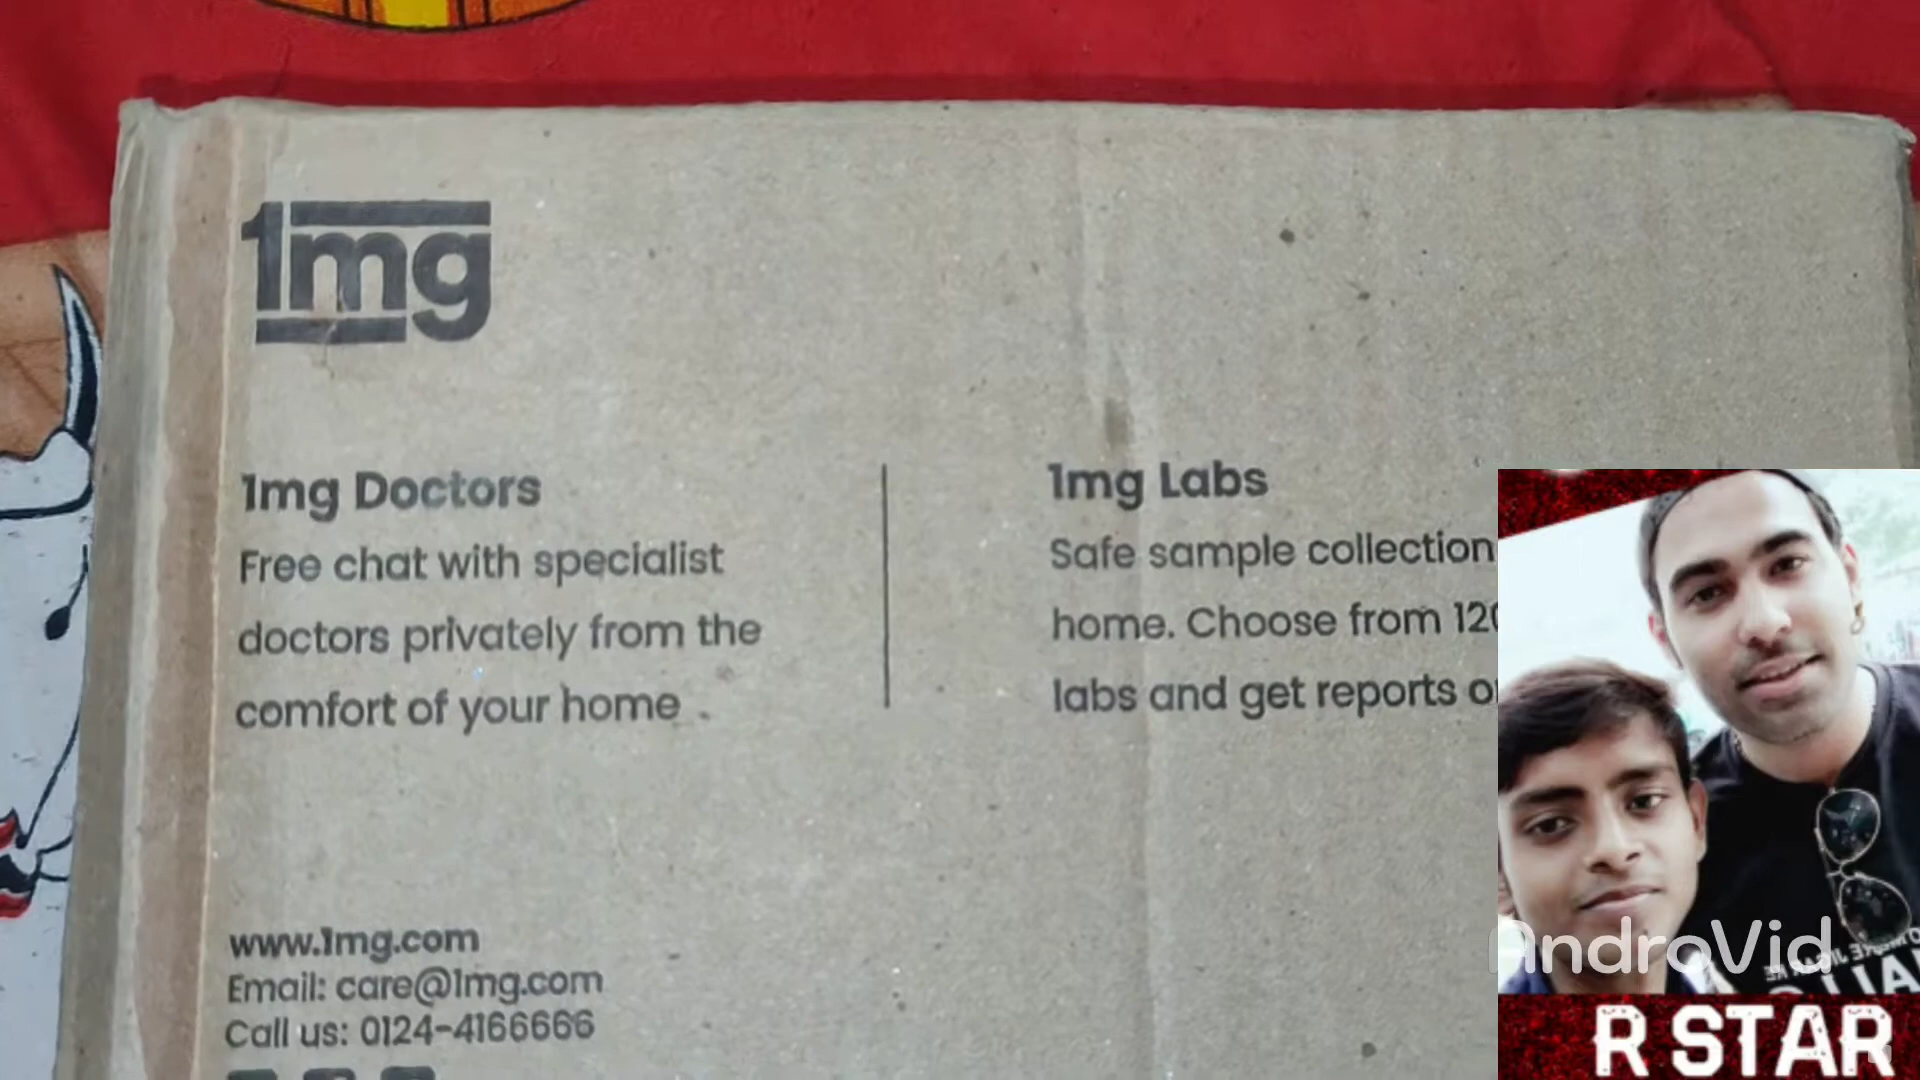 1mg
1mg Doctors
Free chat with specialist
doctors privately from the
comfort of your home .
1mg Labs
Safe sample collection
home. Choose from 120
labs and get reports
www.1mg.com
Email: care@1mg.com
Call us: 0124-4166666
AndroVid
R STAR